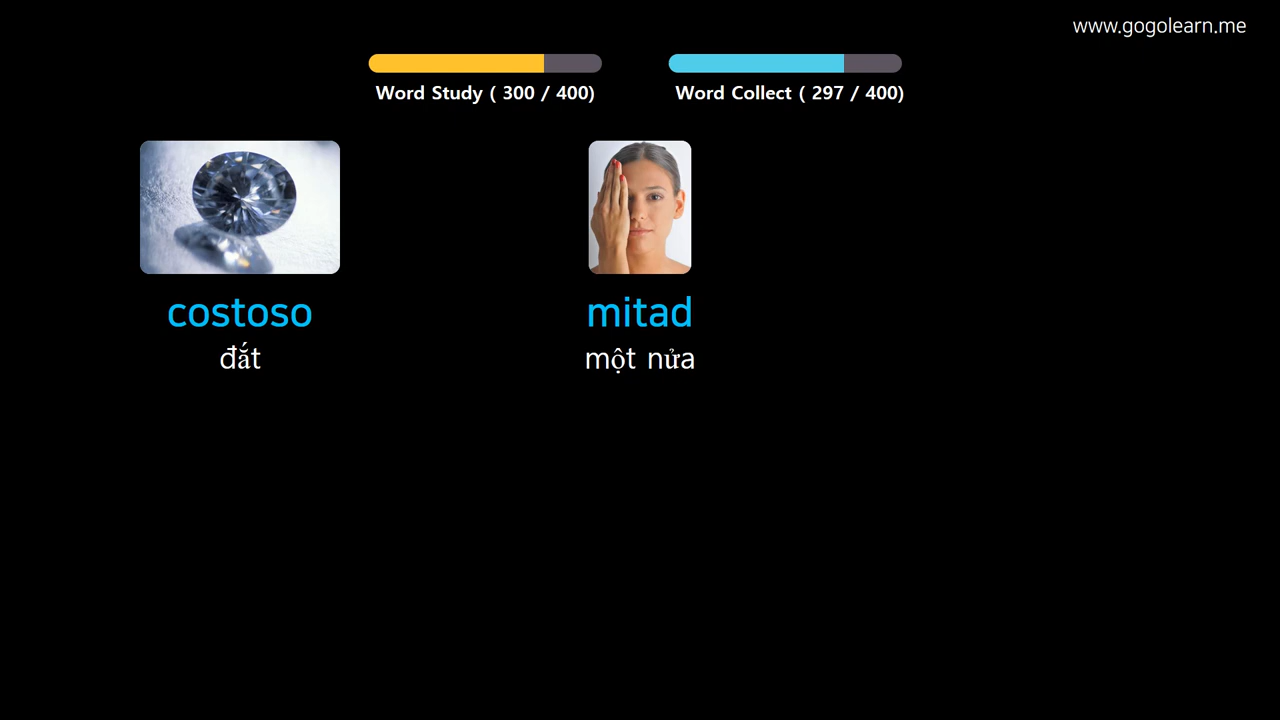 www.gogolearn.me
Word Study ( 300 / 400)
Word Collect ( 297 / 400)
costoso
đắt
mitad
một nửa